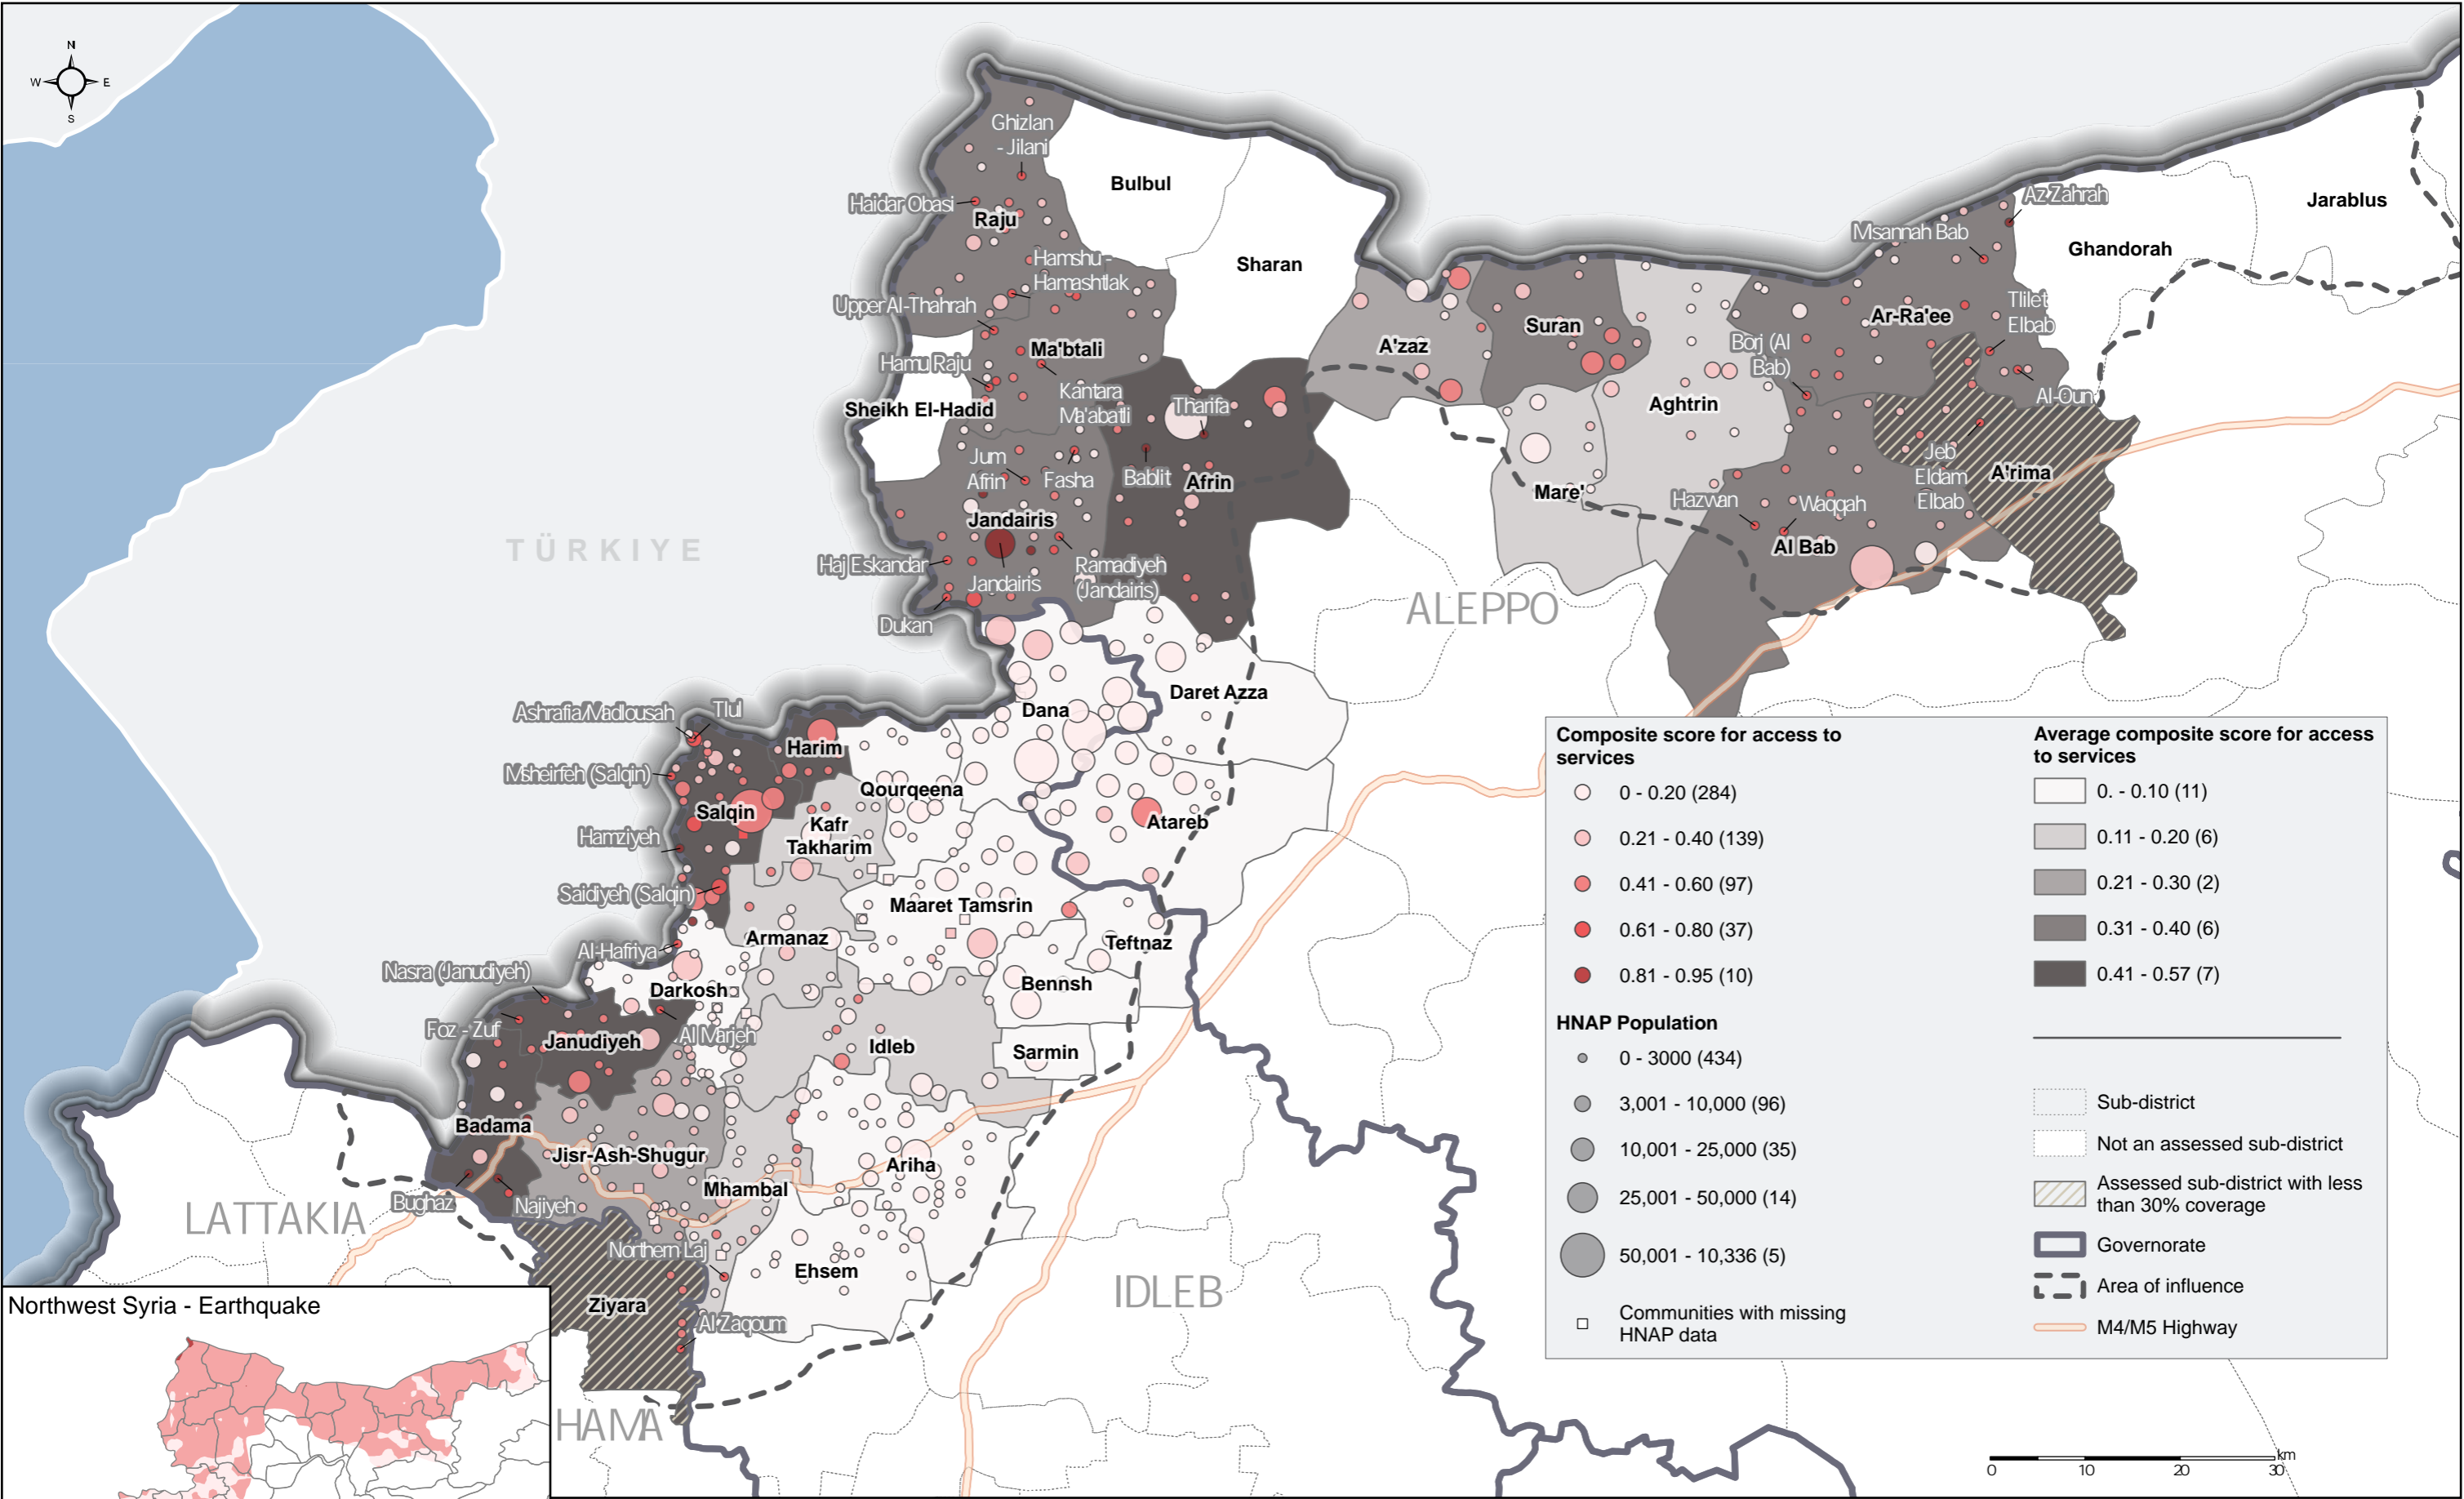 N
W
E
S
Ghizlan
- Jilani
Bulbul
Haidar Obasi
Raju
Sharan
Az Zahrah
Msannah Bab
Jarablus
Ghandorah
Hamshu -
Hamashtlak
Upper Al-Thahrah
Tlilet
Elbab
Ar-Ra'ee
Suran
A'zaz
Ma'btali
Borj (Al
Bab)
Hamu Raju
Kantara
Ma'abatli
Al-Oun
Sheikh El-Hadid
Tharifa
Aghtrin
Jum
Afrin
Fasha
Bablit
Afrin
Jeb
Eldam
Elbab
A'rima
Mare'
Hazwan
Waqqah
Jandairis
Al Bab
TÜRKIYE
Haj Eskandar
Jandairis
Ramadiyeh
(Jandairis)
Dukan
ALEPPO
Daret Azza
Dana
Ashrafia/Madlousah
Tlul
Harim
Msheirfeh (Salqin)
Qourqeena
Salqin
Kafr
Takharim
Atareb
Hamziyeh
Saidiyeh (Salqin)
Maaret Tamsrin
Armanaz
Teftnaz
Al-Hafriya
Nasra (Janudiyeh)
Bennsh
Darkosh
Foz - Zuf
Janudiyeh
Al Marjeh
Idleb
Sarmin
Badama
Jisr-Ash-Shugur
Ariha
Mhambal
Bughaz
Najiyeh
LATTAKIA
Northern Laj
Ehsem
IDLEB
Ziyara
Al Zaqoum
HAMA
Composite score for access to
services
0 - 0.20 (284)
0.21 - 0.40 (139)
0.41 - 0.60 (97)
0.61 - 0.80 (37)
0.81 - 0.95 (10)
HNAP Population
0 - 3000 (434)
3,001 - 10,000 (96)
10,001 - 25,000 (35)
25,001 - 50,000 (14)
50,001 - 10,336 (5)
Communities with missing
HNAP data
Average composite score for access
to services
0. - 0.10 (11)
0.11 - 0.20 (6)
0.21 - 0.30 (2)
0.31 - 0.40 (6)
0.41 - 0.57 (7)
Sub-district
Not an assessed sub-district
Assessed sub-district with less
than 30% coverage
Governorate
Area of influence
M4/M5 Highway
Northwest Syria - Earthquake
km
0 10 20 30